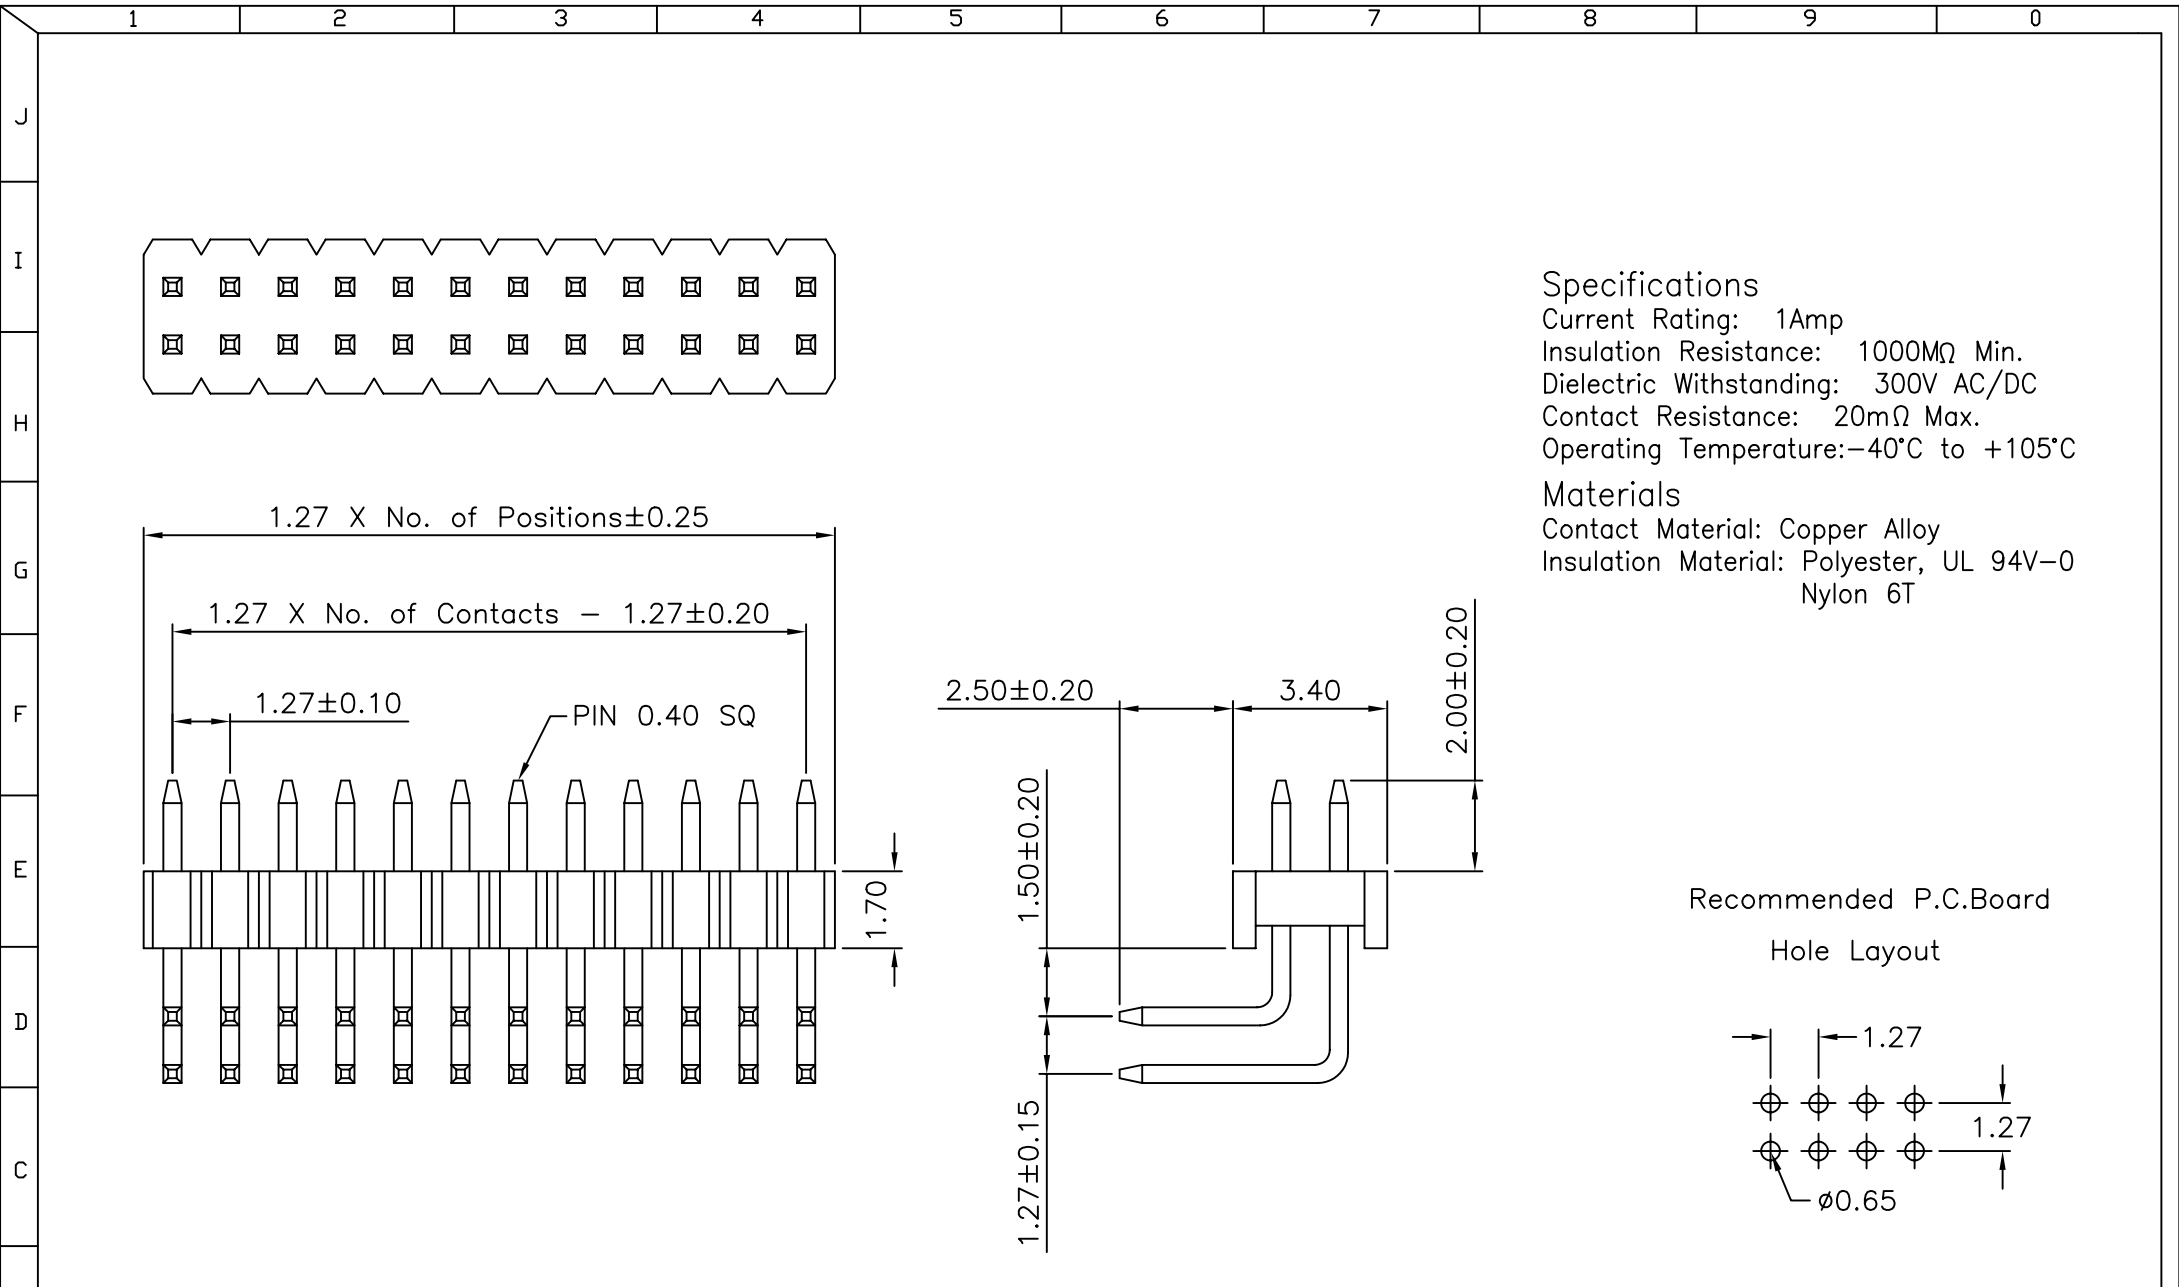 1 2 3 4 5 6 7 8 9 0
J
I
H
G
F
E
D
C
Specifications
Current Rating: 1Amp
Insulation Resistance: 1000MΩ Min.
Dielectric Withstanding: 300V AC/DC
Contact Resistance: 20mΩ Max.
Operating Temperature:-40°C to +105°C
Materials
Contact Material: Copper Alloy
Insulation Material: Polyester, UL 94V-0
Nylon 6T
1.27 X No. of Positions±0.25
1.27 X No. of Contacts - 1.27±0.20
1.27±0.10
PIN 0.40 SQ
1.70
2.50±0.20
3.40
2.00±0.20
1.50±0.20
1.27±0.15
Recommended P.C.Board
Hole Layout
1.27
1.27
ø0.65